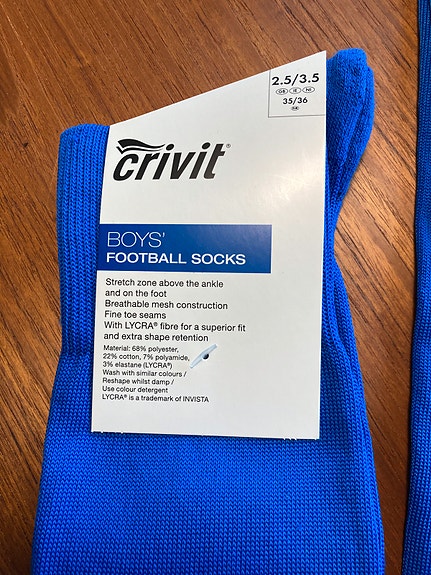 2.5/3.5
GB IE NI
35/36
crivit®
BOYS'
FOOTBALL SOCKS
Stretch zone above the ankle
and on the foot
Breathable mesh construction
Fine toe seams
With LYCRA® fibre for a superior fit
and extra shape retention
Material: 68% polyester,
22% cotton, 7% polyamide,
3% elastane (LYCRA®)
Wash with similar colours /
Reshape whilst damp /
Use colour detergent
LYCRA® is a trademark of INVISTA